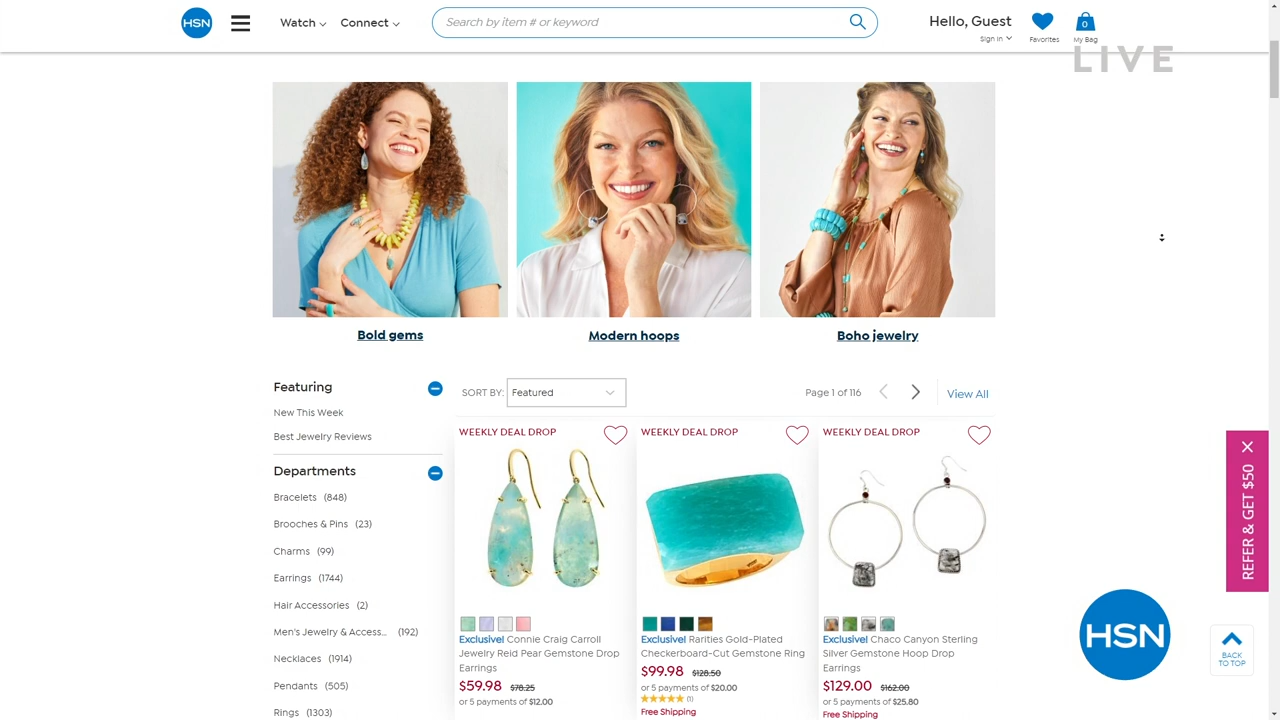 HSN
Watch
Connect
Search by item # or keyword
Hello, Guest
Sign In
Favorites
0
My Bag
LIVE
Bold gems
Modern hoops
Boho jewelry
Featuring
New This Week
Best Jewelry Reviews
Departments
Bracelets (848)
Brooches & Pins (23)
Charms (99)
Earrings (1744)
Hair Accessories (2)
Men's Jewelry & Access... (192)
Necklaces (1914)
Pendants (505)
Rings (1303)
SORT BY: Featured
Page 1 of 116
View All
WEEKLY DEAL DROP
Exclusive! Connie Craig Carroll
Jewelry Reid Pear Gemstone Drop
Earrings
$59.98 $78.25
or 5 payments of $12.00
WEEKLY DEAL DROP
Exclusive! Rarities Gold-Plated
Checkerboard-Cut Gemstone Ring
$99.98 $128.50
or 5 payments of $20.00
(1)
Free Shipping
WEEKLY DEAL DROP
Exclusive! Chaco Canyon Sterling
Silver Gemstone Hoop Drop
Earrings
$129.00 $162.00
or 5 payments of $25.80
Free Shipping
REFER & GET $50
HSN
BACK
TO TOP